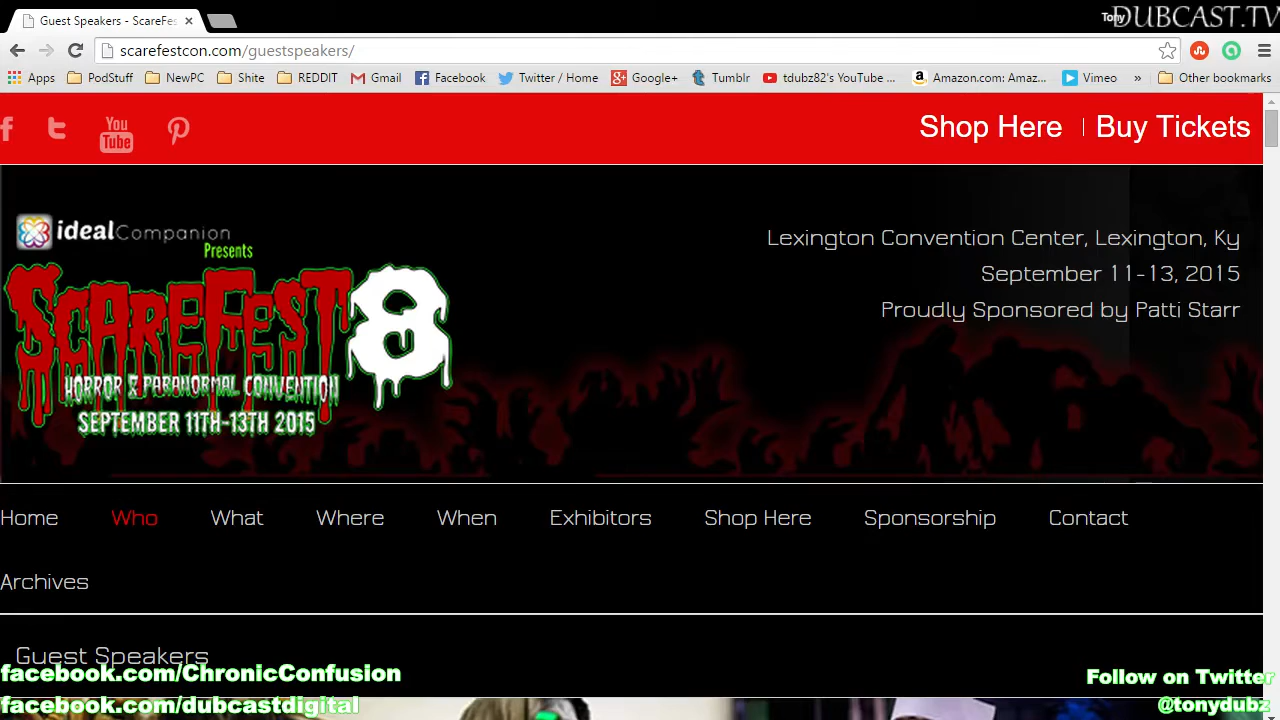 Guest Speakers - ScareFes
Tony DUBCAST.TV
scarefestcon.com/guestspeakers/
Apps PodStuff NewPC Shite REDDIT Gmail Facebook Twitter / Home Google+ Tumblr tdubz82's YouTube ... Amazon.com: Amaz... Vimeo » Other bookmarks
You Tube
Shop Here | Buy Tickets
idealCompanion
Presents
SCAREFEST 8
HORROR & PARANORMAL CONVENTION
SEPTEMBER 11TH-13TH 2015
Lexington Convention Center, Lexington, Ky
September 11-13, 2015
Proudly Sponsored by Patti Starr
Home Who What Where When Exhibitors Shop Here Sponsorship Contact
Archives
Guest Speakers
facebook.com/ChronicConfusion
facebook.com/dubcastdigital
Follow on Twitter
@tonydubz